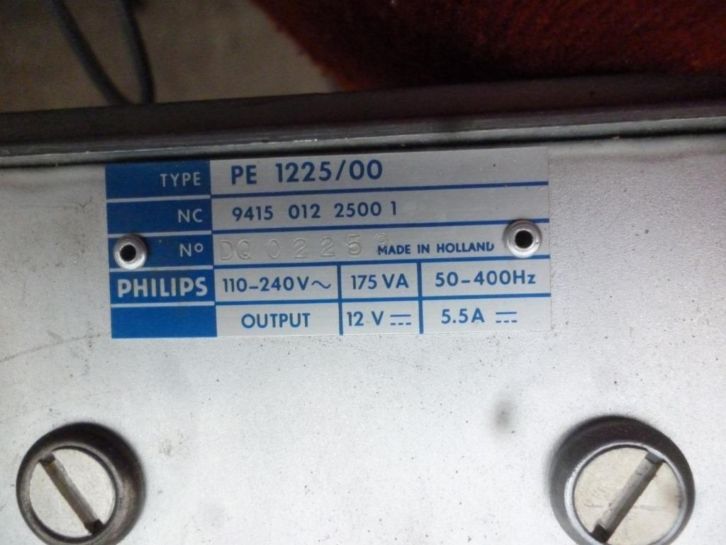 TYPE PE 1225/00
NC 9415 012 2500 1
Nº MADE IN HOLLAND
PHILIPS 110-240V~ 175 VA 50-400Hz
OUTPUT 12 V ⎓ 5.5A ⎓